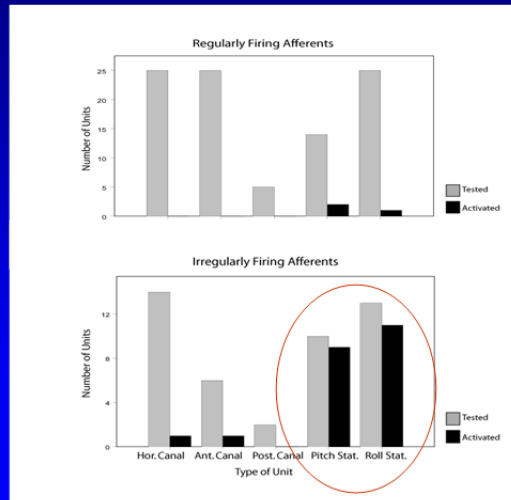 Regularly Firing Afferents
25
20
15
10
5
0
Number of Units
Tested
Activated
Irregularly Firing Afferents
12
8
4
0
Number of Units
Tested
Activated
Hor. Canal Ant. Canal Post. Canal Pitch Stat. Roll Stat.
Type of Unit